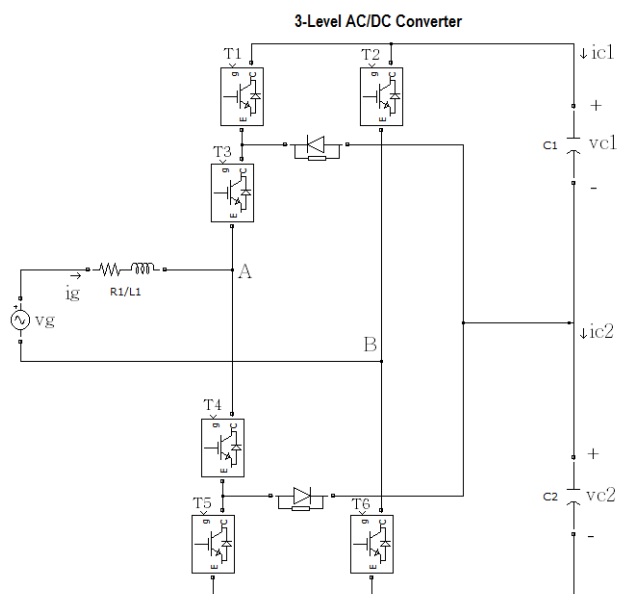 3-Level AC/DC Converter
T1
T2
ic1
g
C
g
C
+
E
E
C1
vc1
T3
-
g
C
E
A
R1/L1
ig
+
vg
B
ic2
T4
g
C
E
+
T5
T6
C2
vc2
g
C
g
C
-
E
E